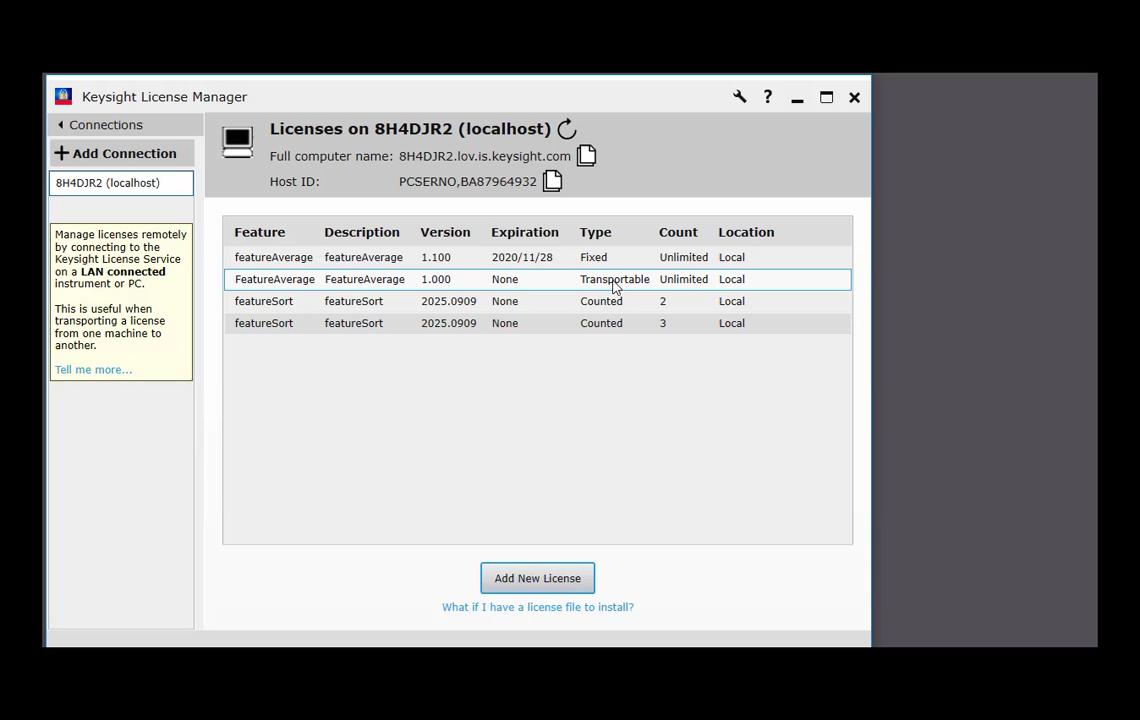 Keysight License Manager
?
Connections
Add Connection
8H4DJR2 (localhost)
Manage licenses remotely
by connecting to the
Keysight License Service
on a LAN connected
instrument or PC.
This is useful when
transporting a license
from one machine to
another.
Tell me more...
Licenses on 8H4DJR2 (localhost)
Full computer name: 8H4DJR2.lov.is.keysight.com
Host ID: PCSERNO,BA87964932
Feature Description Version Expiration Type Count Location
featureAverage featureAverage 1.100 2020/11/28 Fixed Unlimited Local
FeatureAverage FeatureAverage 1.000 None Transportable Unlimited Local
featureSort featureSort 2025.0909 None Counted 2 Local
featureSort featureSort 2025.0909 None Counted 3 Local
Add New License
What if I have a license file to install?